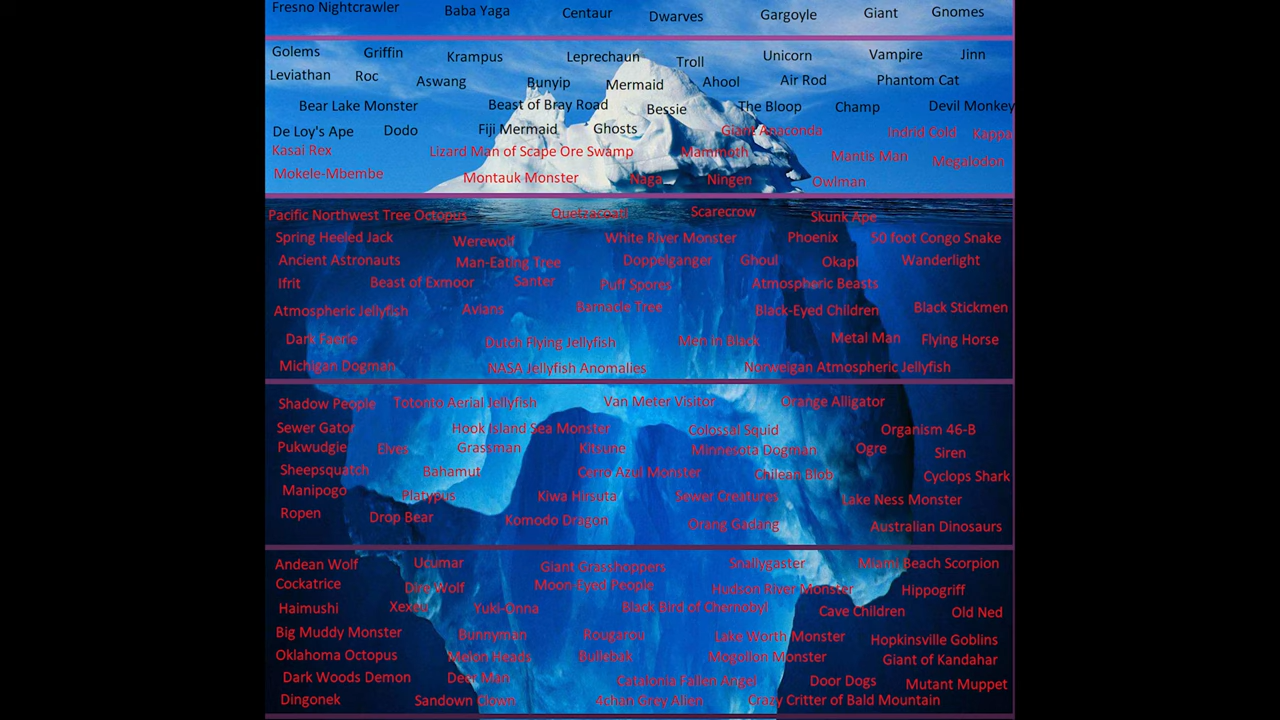 Fresno Nightcrawler Baba Yaga Centaur Dwarves Gargoyle Giant Gnomes
Golems Griffin Krampus Leprechaun Troll Unicorn Vampire Jinn
Leviathan Roc Aswang Bunyip Mermaid Ahool Air Rod Phantom Cat
Bear Lake Monster Beast of Bray Road Bessie The Bloop Champ Devil Monkey
De Loy's Ape Dodo Fiji Mermaid Ghosts Giant Anaconda Indrid Cold Kappa
Kasai Rex Lizard Man of Scape Ore Swamp Mammoth Mantis Man Megalodon
Mokele-Mbembe Montauk Monster Naga Ningen Owlman
Pacific Northwest Tree Octopus Quetzacoatl Scarecrow Skunk Ape
Spring Heeled Jack Werewolf White River Monster Phoenix 50 foot Congo Snake
Ancient Astronauts Man-Eating Tree Doppelganger Ghoul Okapi Wanderlight
Ifrit Beast of Exmoor Santer Puff Spores Atmospheric Beasts
Atmospheric Jellyfish Avians Barnacle Tree Black-Eyed Children Black Stickmen
Dark Faerie Dutch Flying Jellyfish Men in Black Metal Man Flying Horse
Michigan Dogman NASA Jellyfish Anomalies Norweigan Atmospheric Jellyfish
Shadow People Totonto Aerial Jellyfish Van Meter Visitor Orange Alligator
Sewer Gator Hook Island Sea Monster Colossal Squid Organism 46-B
Pukwudgie Elves Grassman Kitsune Minnesota Dogman Ogre Siren
Sheepsquatch Bahamut Cerro Azul Monster Chilean Blob Cyclops Shark
Manipogo Platypus Kiwa Hirsuta Sewer Creatures Lake Ness Monster
Ropen Drop Bear Komodo Dragon Orang Gadang Australian Dinosaurs
Andean Wolf Ucumar Giant Grasshoppers Snallygaster Miami Beach Scorpion
Cockatrice Dire Wolf Moon-Eyed People Hudson River Monster Hippogriff
Haimushi Xexeu Yuki-Onna Black Bird of Chernobyl Cave Children Old Ned
Big Muddy Monster Bunnyman Rougarou Lake Worth Monster Hopkinsville Goblins
Oklahoma Octopus Melon Heads Bullebak Mogollon Monster Giant of Kandahar
Dark Woods Demon Deer Man Catalonia Fallen Angel Door Dogs Mutant Muppet
Dingonek Sandown Clown 4chan Grey Alien Crazy Critter of Bald Mountain